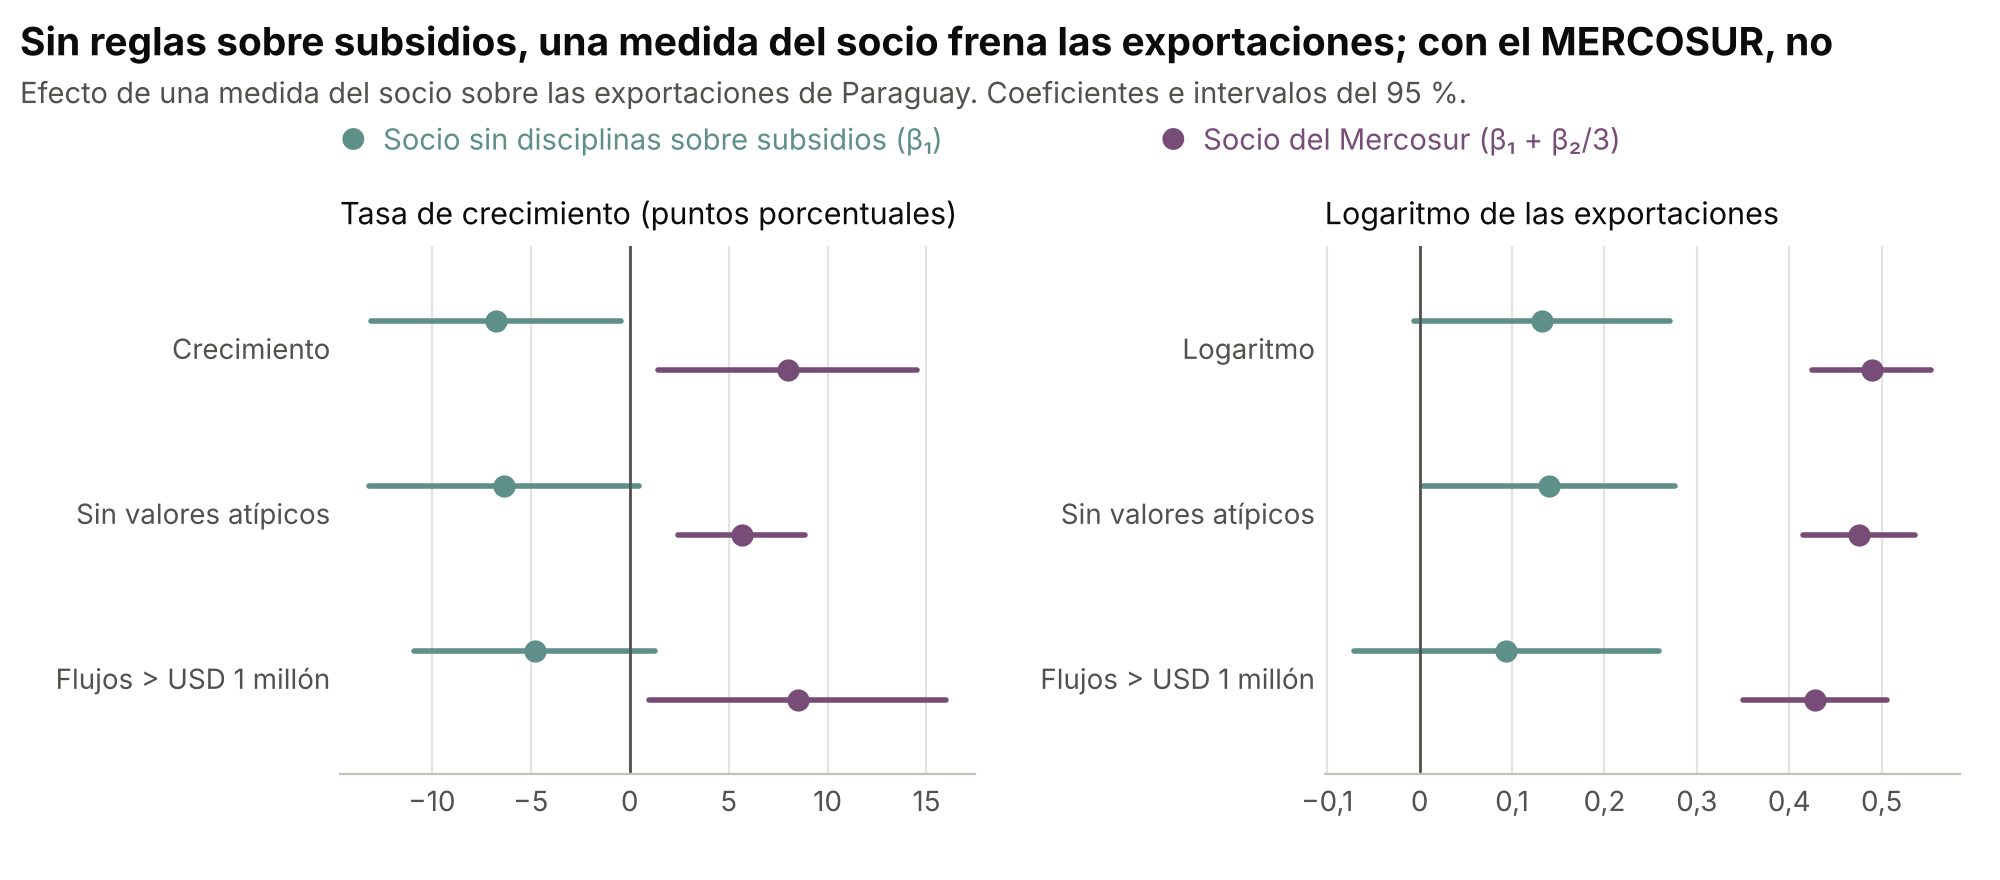 Sin reglas sobre subsidios, una medida del socio frena las exportaciones; con el MERCOSUR, no
Efecto de una medida del socio sobre las exportaciones de Paraguay. Coeficientes e intervalos del 95 %.
Socio sin disciplinas sobre subsidios (β₁)
Socio del Mercosur (β₁ + β₂/3)
Tasa de crecimiento (puntos porcentuales)
Crecimiento
Sin valores atípicos
Flujos > USD 1 millón
−10 −5 0 5 10 15
Logaritmo de las exportaciones
Logaritmo
Sin valores atípicos
Flujos > USD 1 millón
−0,1 0 0,1 0,2 0,3 0,4 0,5